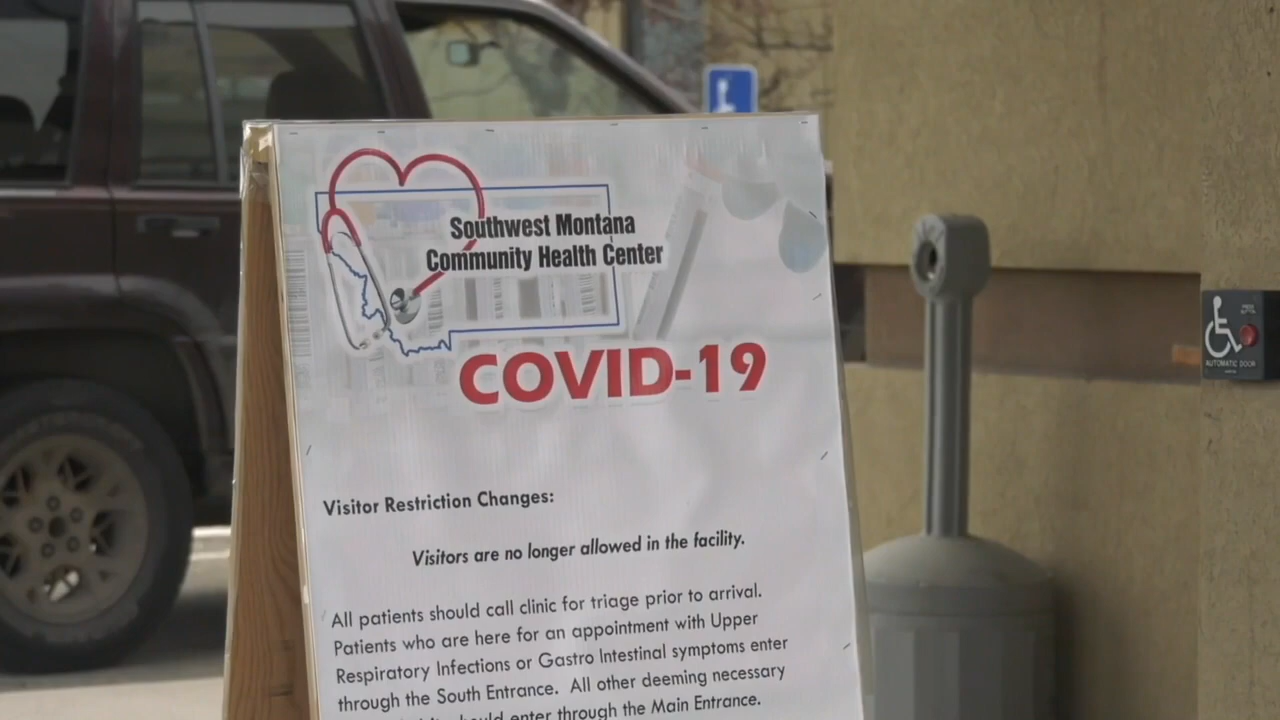 Southwest Montana
Community Health Center
COVID-19
Visitor Restriction Changes:
Visitors are no longer allowed in the facility.
All patients should call clinic for triage prior to arrival.
Patients who are here for an appointment with Upper
Respiratory Infections or Gastro Intestinal symptoms enter
through the South Entrance. All other deeming necessary
should enter through the Main Entrance.
AUTOMATIC DOOR